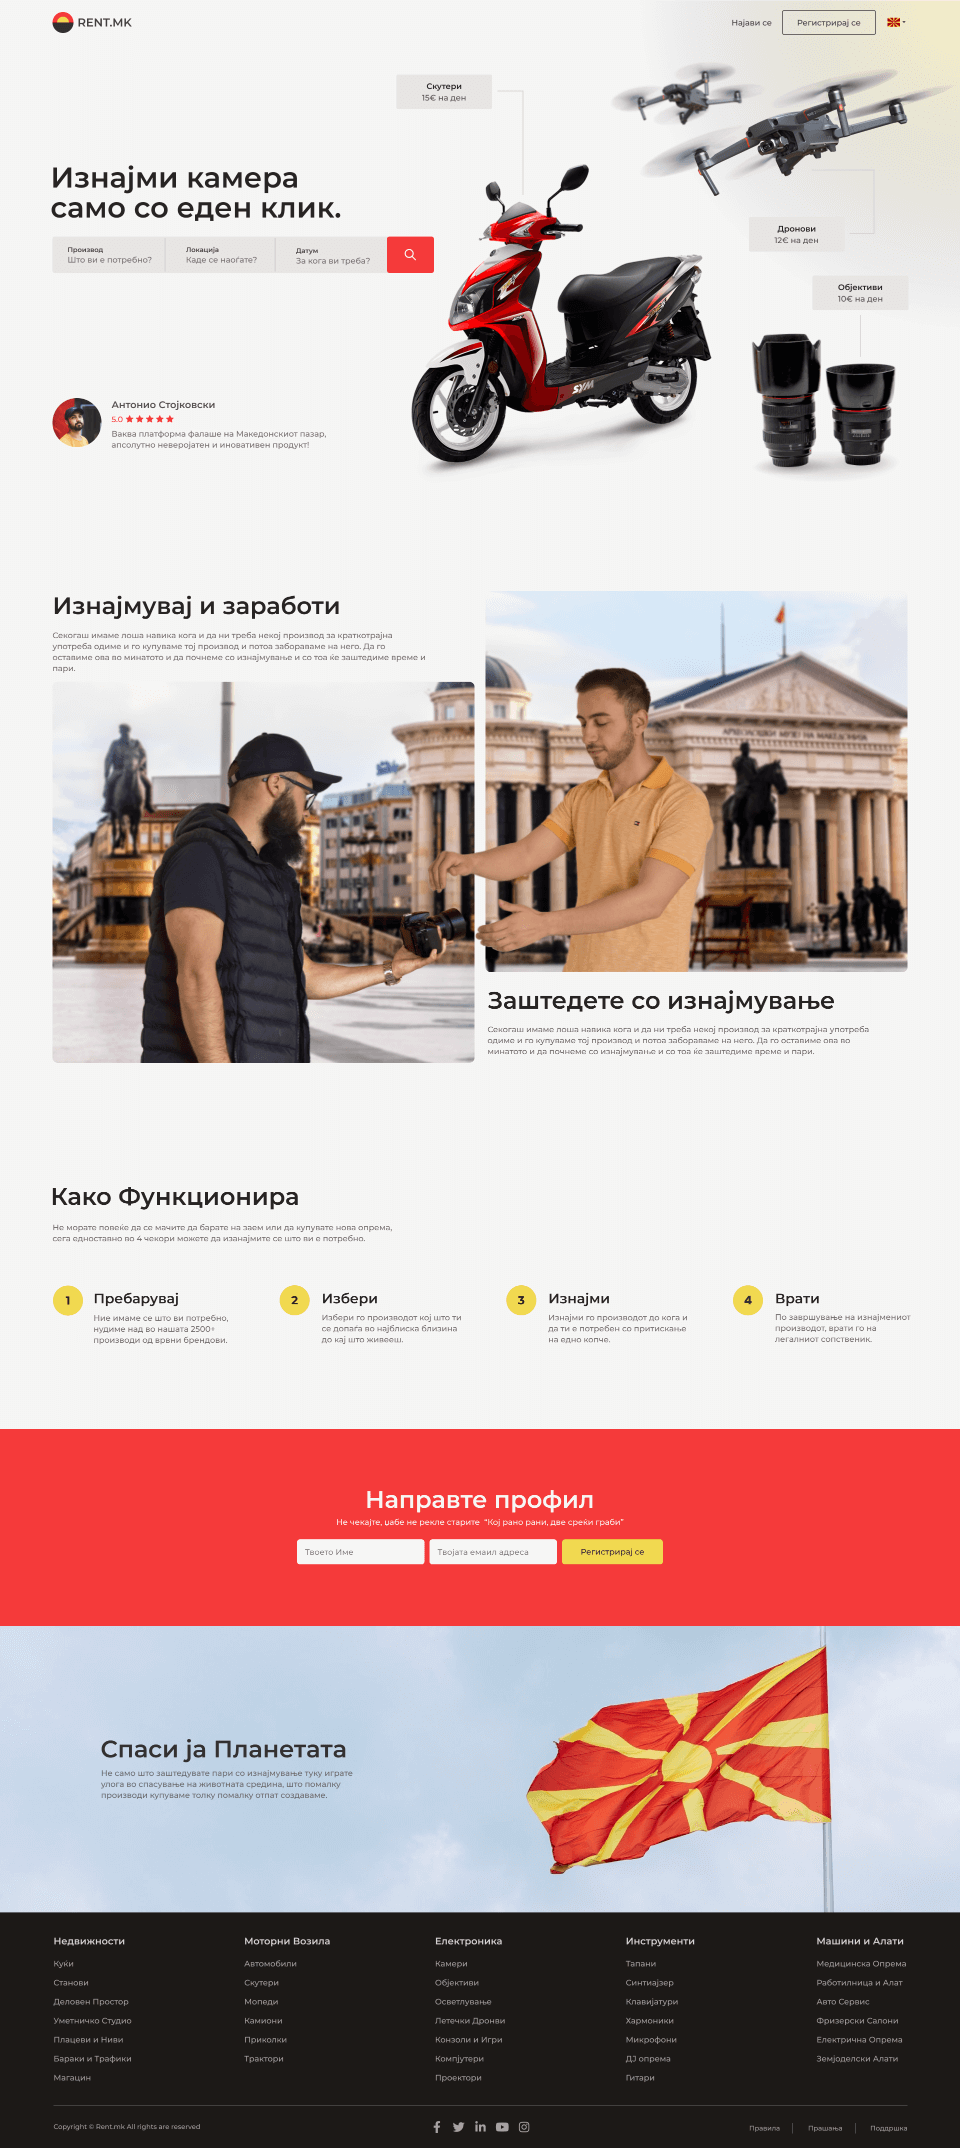 RENT.MK
Најави се
Регистрирај се
Скутери
15€ на ден
Изнајми камера
само со еден клик.
Производ
Што ви е потребно?
Локација
Каде се наоѓате?
Датум
За кога ви треба?
Дронови
12€ на ден
Објективи
10€ на ден
SYM
Антонио Стојковски
5.0
Ваква платформа фалаше на Македонскиот пазар,
апсолутно неверојатен и иновативен продукт!
Изнајмувај и заработи
Секогаш имаме лоша навика кога и да ни треба некој производ за краткотрајна
употреба одиме и го купуваме тој производ и потоа забораваме на него. Да го
оставиме ова во минатото и да почнеме со изнајмување и со тоа ќе заштедиме време и
пари.
Заштедете со изнајмување
Секогаш имаме лоша навика кога и да ни треба некој производ за краткотрајна употреба
одиме и го купуваме тој производ и потоа забораваме на него. Да го оставиме ова во
минатото и да почнеме со изнајмување и со тоа ќе заштедиме време и пари.
Како Функционира
Не морате повеќе да се мачите да барате на заем или да купувате нова опрема,
сега едноставно во 4 чекори можете да изанајмите се што ви е потребно.
1
Пребарувај
Ние имаме се што ви потребно,
нудиме над во нашата 2500+
производи од врвни брендови.
2
Избери
Избери го производот кој што ти
се допаѓа во најблиска близина
до кај што живееш.
3
Изнајми
Изнајми го производот до кога и
да ти е потребен со притискање
на едно копче.
4
Врати
По завршување на изнајмениот
производот, врати го на
легалниот сопственик.
Направте профил
Не чекајте, џабе не рекле старите "Кој рано рани, две среќи граби"
Твоето Име
Твојата емаил адреса
Регистрирај се
Спаси ја Планетата
Не само што заштедувате пари со изнајмување туку играте
улога во спасување на животната средина, што помалку
производи купуваме толку помалку отпат создаваме.
Недвижности
Куќи
Станови
Деловен Простор
Уметничко Студио
Плацеви и Ниви
Бараки и Трафики
Магацин
Моторни Возила
Автомобили
Скутери
Мопеди
Камиони
Приколки
Трактори
Електроника
Камери
Објективи
Осветлување
Летечки Дронви
Конзоли и Игри
Компјутери
Проектори
Инструменти
Тапани
Синтиајзер
Клавијатури
Хармоники
Микрофони
ДЈ опрема
Гитари
Машини и Алати
Медицинска Опрема
Работилница и Алат
Авто Сервис
Фризерски Салони
Електрична Опрема
Земјоделски Алати
Copyright © Rent.mk All rights are reserved
Правила
Прашања
Поддршка